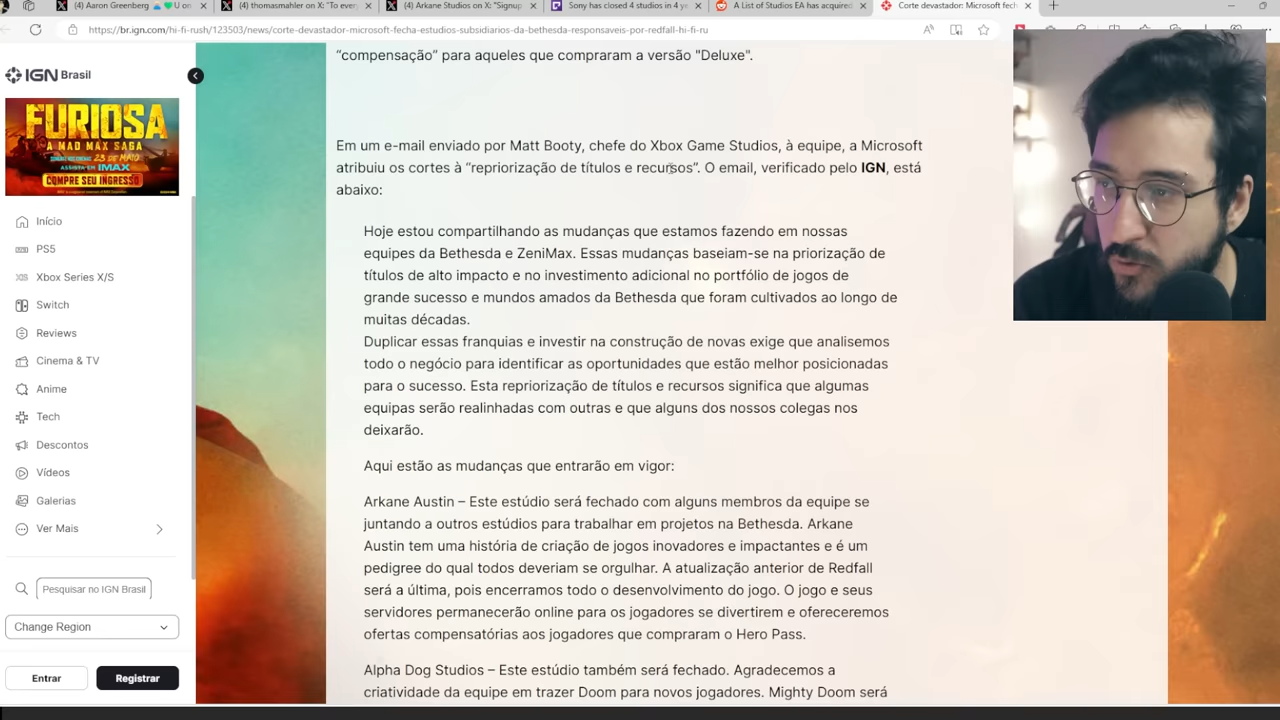 (4) Aaron Greenberg 💚 U on
(4) thomasmahler on X: "To every
(4) Arkane Studios on X: "Signup
Sony has closed 4 studios in 4 ye
A List of Studios EA has acquired
Corte devastador: Microsoft fech
https://br.ign.com/hi-fi-rush/123503/news/corte-devastador-microsoft-fecha-estudios-subsidiarios-da-bethesda-responsaveis-por-redfall-hi-fi-ru
IGN Brasil
FURIOSA
A MAD MAX SAGA
23 DE MAIO
ASSISTA EM IMAX
COMPRE SEU INGRESSO
Início
PS5
Xbox Series X/S
Switch
Reviews
Cinema & TV
Anime
Tech
Descontos
Vídeos
Galerias
Ver Mais
Pesquisar no IGN Brasil
Change Region
Entrar
Registrar
“compensação” para aqueles que compraram a versão "Deluxe".
Em um e-mail enviado por Matt Booty, chefe do Xbox Game Studios, à equipe, a Microsoft
atribuiu os cortes à “repriorização de títulos e recursos”. O email, verificado pelo IGN, está
abaixo:
Hoje estou compartilhando as mudanças que estamos fazendo em nossas
equipes da Bethesda e ZeniMax. Essas mudanças baseiam-se na priorização de
títulos de alto impacto e no investimento adicional no portfólio de jogos de
grande sucesso e mundos amados da Bethesda que foram cultivados ao longo de
muitas décadas.
Duplicar essas franquias e investir na construção de novas exige que analisemos
todo o negócio para identificar as oportunidades que estão melhor posicionadas
para o sucesso. Esta repriorização de títulos e recursos significa que algumas
equipas serão realinhadas com outras e que alguns dos nossos colegas nos
deixarão.
Aqui estão as mudanças que entrarão em vigor:
Arkane Austin – Este estúdio será fechado com alguns membros da equipe se
juntando a outros estúdios para trabalhar em projetos na Bethesda. Arkane
Austin tem uma história de criação de jogos inovadores e impactantes e é um
pedigree do qual todos deveriam se orgulhar. A atualização anterior de Redfall
será a última, pois encerramos todo o desenvolvimento do jogo. O jogo e seus
servidores permanecerão online para os jogadores se divertirem e ofereceremos
ofertas compensatórias aos jogadores que compraram o Hero Pass.
Alpha Dog Studios – Este estúdio também será fechado. Agradecemos a
criatividade da equipe em trazer Doom para novos jogadores. Mighty Doom será